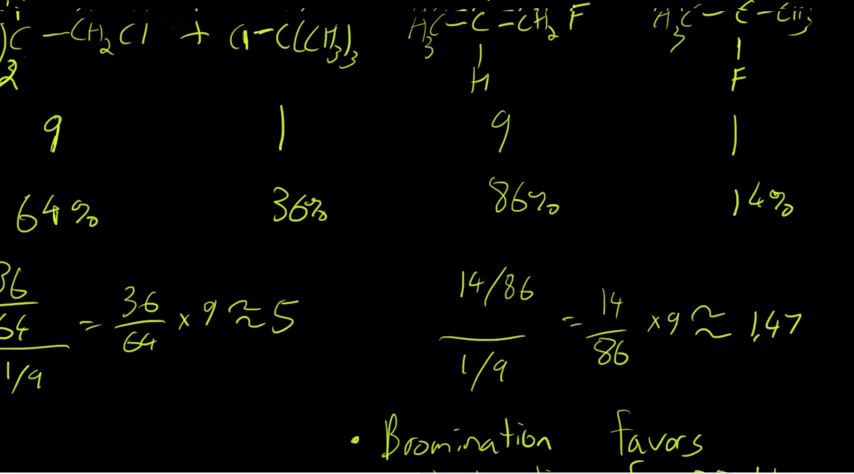 )C – CH2Cl + Cl–C(CH3)3 H3C – C – CH2F H3C – C – CH3
2 | |
H F
9 1 9 1
64% 36% 86% 14%
36/64 / 1/9 = 36/64 × 9 ≈ 5 14/86 / 1/9 = 14/86 × 9 ≈ 1,47
• Bromination favors